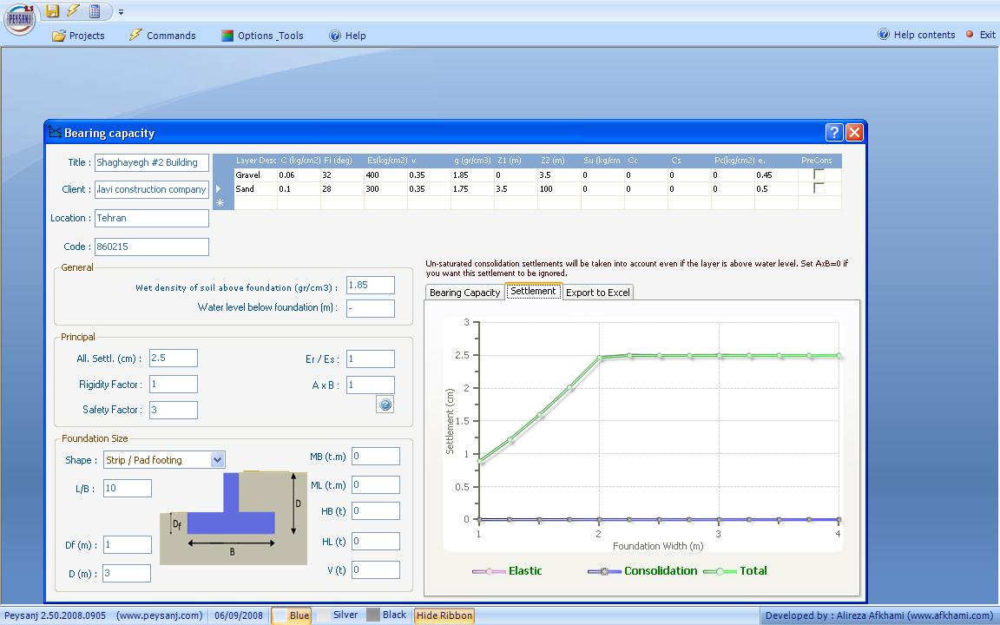 PEYSANJ 2.5
Projects Commands Options _Tools Help Help contents Exit
Bearing capacity
Title : Shaghayegh #2 Building
Client : lavi construction company
Location : Tehran
Code : 860215
Layer Desc C (kg/cm2) Fi (deg) Es(kg/cm2) v g (gr/cm3) Z1 (m) Z2 (m) Su (kg/cm Cc Cs Pc(kg/cm2) e. PreCons
Gravel 0.06 32 400 0.35 1.85 0 3.5 0 0 0 0 0.45
Sand 0.1 28 300 0.35 1.75 3.5 100 0 0 0 0 0.5
General
Wet density of soil above foundation (gr/cm3) : 1.85
Water level below foundation (m) : -
Principal
All. Settl. (cm) : 2.5 Er / Es : 1
Rigidity Factor : 1 A x B : 1
Safety Factor : 3
Foundation Size
Shape : Strip / Pad footing MB (t.m) 0
L/B : 10 ML (t.m) 0
HB (t) 0
Df (m) : 1 HL (t) 0
D (m) : 3 V (t) 0
Df B D
Un-saturated consolidation settlements will be taken into account even if the layer is above water level. Set AxB=0 if
you want this settlement to be ignored.
Bearing Capacity Settlement Export to Excel
Settlement (cm)
3
2.5
2
1.5
1
0.5
0
1 2 3 4
Foundation Width (m)
Elastic Consolidation Total
Peysanj 2.50.2008.0905 (www.peysanj.com) 06/09/2008 Blue Silver Black Hide Ribbon Developed by : Alireza Afkhami (www.afkhami.com)